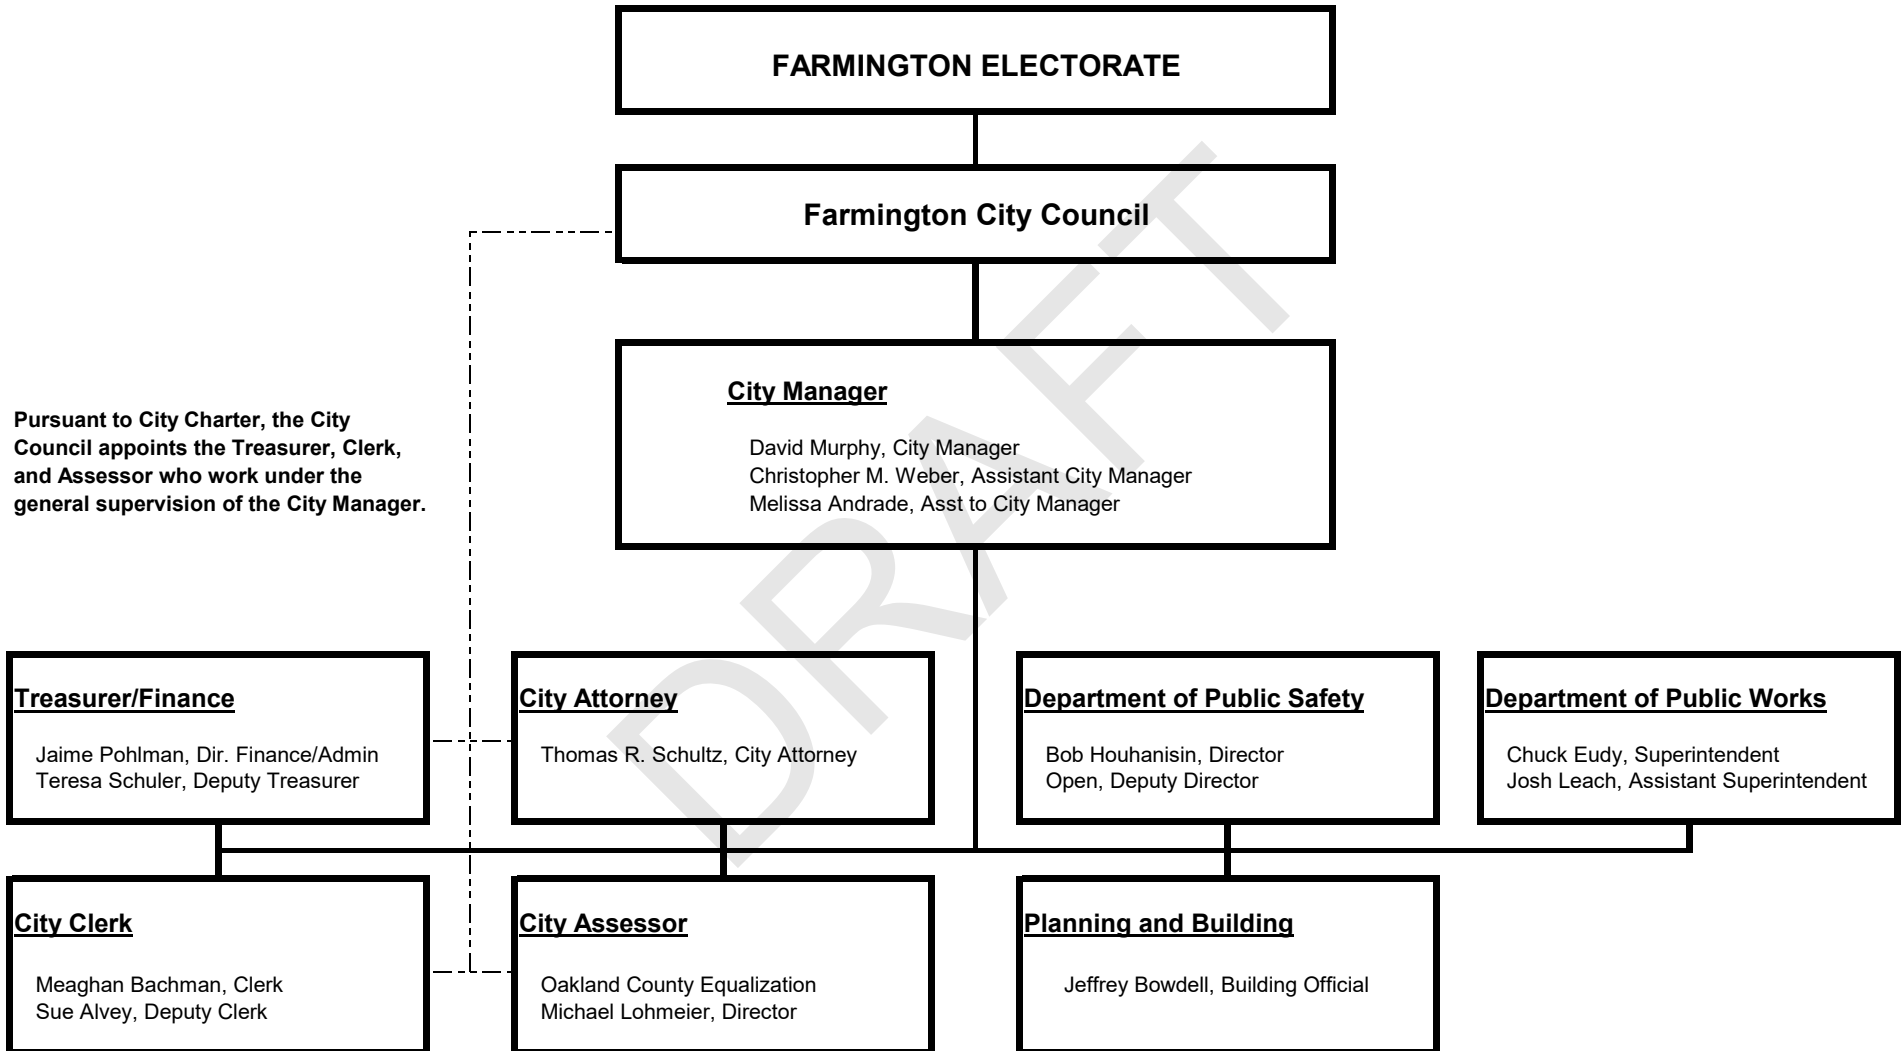 FARMINGTON ELECTORATE
Farmington City Council
City Manager
David Murphy, City Manager
Christopher M. Weber, Assistant City Manager
Melissa Andrade, Asst to City Manager
Pursuant to City Charter, the City
Council appoints the Treasurer, Clerk,
and Assessor who work under the
general supervision of the City Manager.
DRAFT
Treasurer/Finance
Jaime Pohlman, Dir. Finance/Admin
Teresa Schuler, Deputy Treasurer
City Attorney
Thomas R. Schultz, City Attorney
Department of Public Safety
Bob Houhanisin, Director
Open, Deputy Director
Department of Public Works
Chuck Eudy, Superintendent
Josh Leach, Assistant Superintendent
City Clerk
Meaghan Bachman, Clerk
Sue Alvey, Deputy Clerk
City Assessor
Oakland County Equalization
Michael Lohmeier, Director
Planning and Building
Jeffrey Bowdell, Building Official